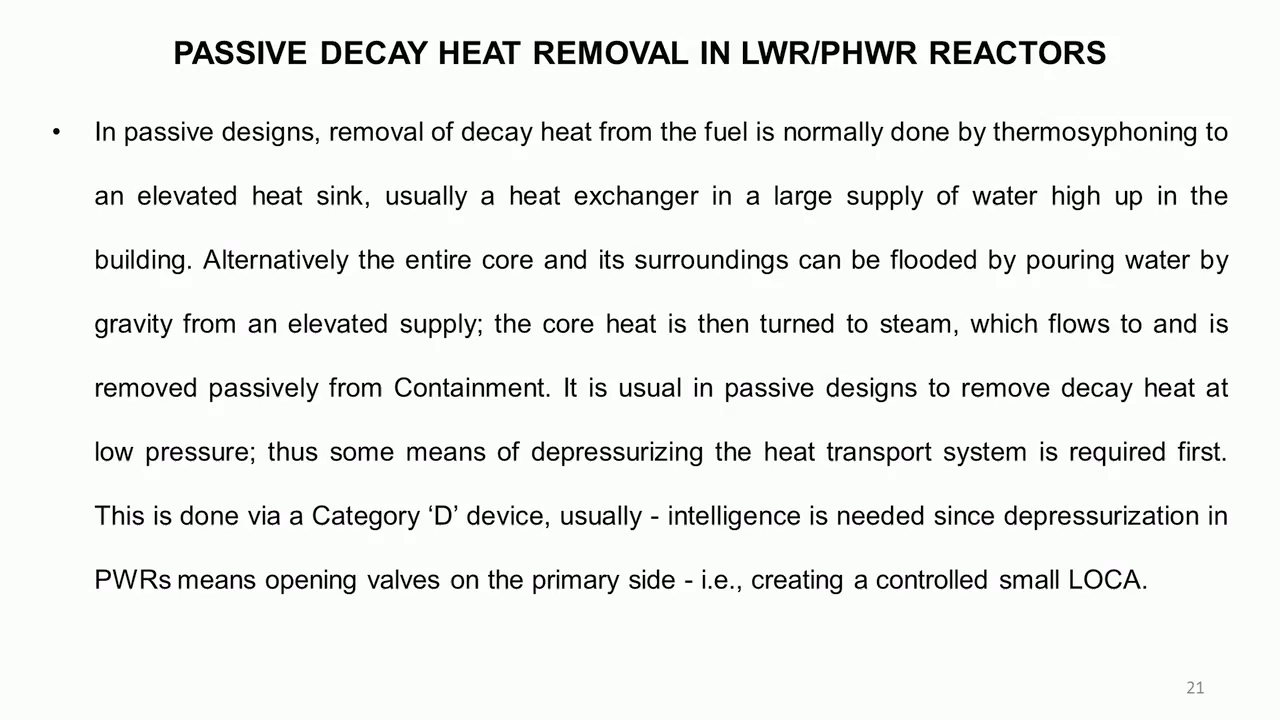 PASSIVE DECAY HEAT REMOVAL IN LWR/PHWR REACTORS
• In passive designs, removal of decay heat from the fuel is normally done by thermosyphoning to
an elevated heat sink, usually a heat exchanger in a large supply of water high up in the
building. Alternatively the entire core and its surroundings can be flooded by pouring water by
gravity from an elevated supply; the core heat is then turned to steam, which flows to and is
removed passively from Containment. It is usual in passive designs to remove decay heat at
low pressure; thus some means of depressurizing the heat transport system is required first.
This is done via a Category ‘D’ device, usually - intelligence is needed since depressurization in
PWRs means opening valves on the primary side - i.e., creating a controlled small LOCA.
21